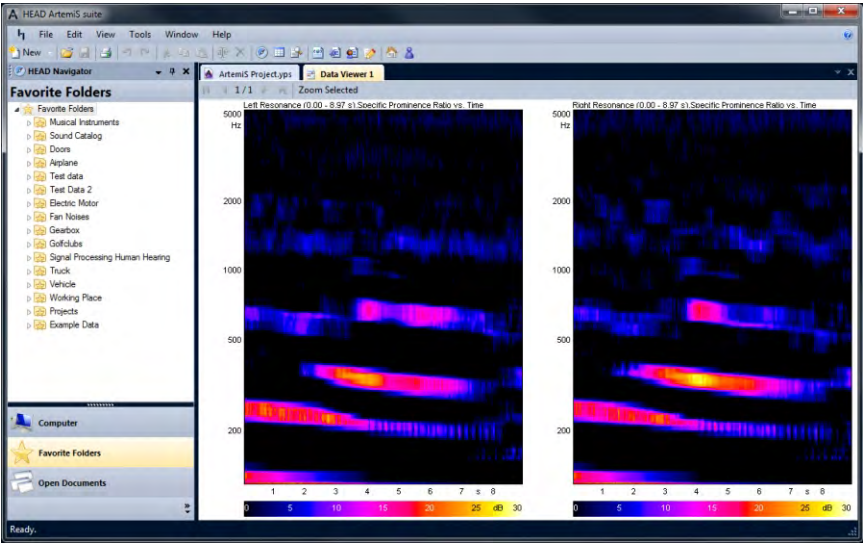 HEAD ArtemiS suite
File Edit View Tools Window Help
New
HEAD Navigator
ArtemiS Project.yps
Data Viewer 1
1/1 Zoom Selected
Favorite Folders
Favorite Folders
Musical Instruments
Sound Catalog
Doors
Airplane
Test data
Test Data 2
Electric Motor
Fan Noises
Gearbox
Golfclubs
Signal Processing Human Hearing
Truck
Vehicle
Working Place
Projects
Example Data
Computer
Favorite Folders
Open Documents
Left Resonance (0.00 - 8.97 s).Specific Prominence Ratio vs. Time
5000
Hz
2000
1000
500
200
1 2 3 4 5 6 7 s 8
0 5 10 15 20 25 dB 30
Right Resonance (0.00 - 8.97 s).Specific Prominence Ratio vs. Time
5000
Hz
2000
1000
500
200
1 2 3 4 5 6 7 s 8
0 5 10 15 20 25 dB 30
Ready.